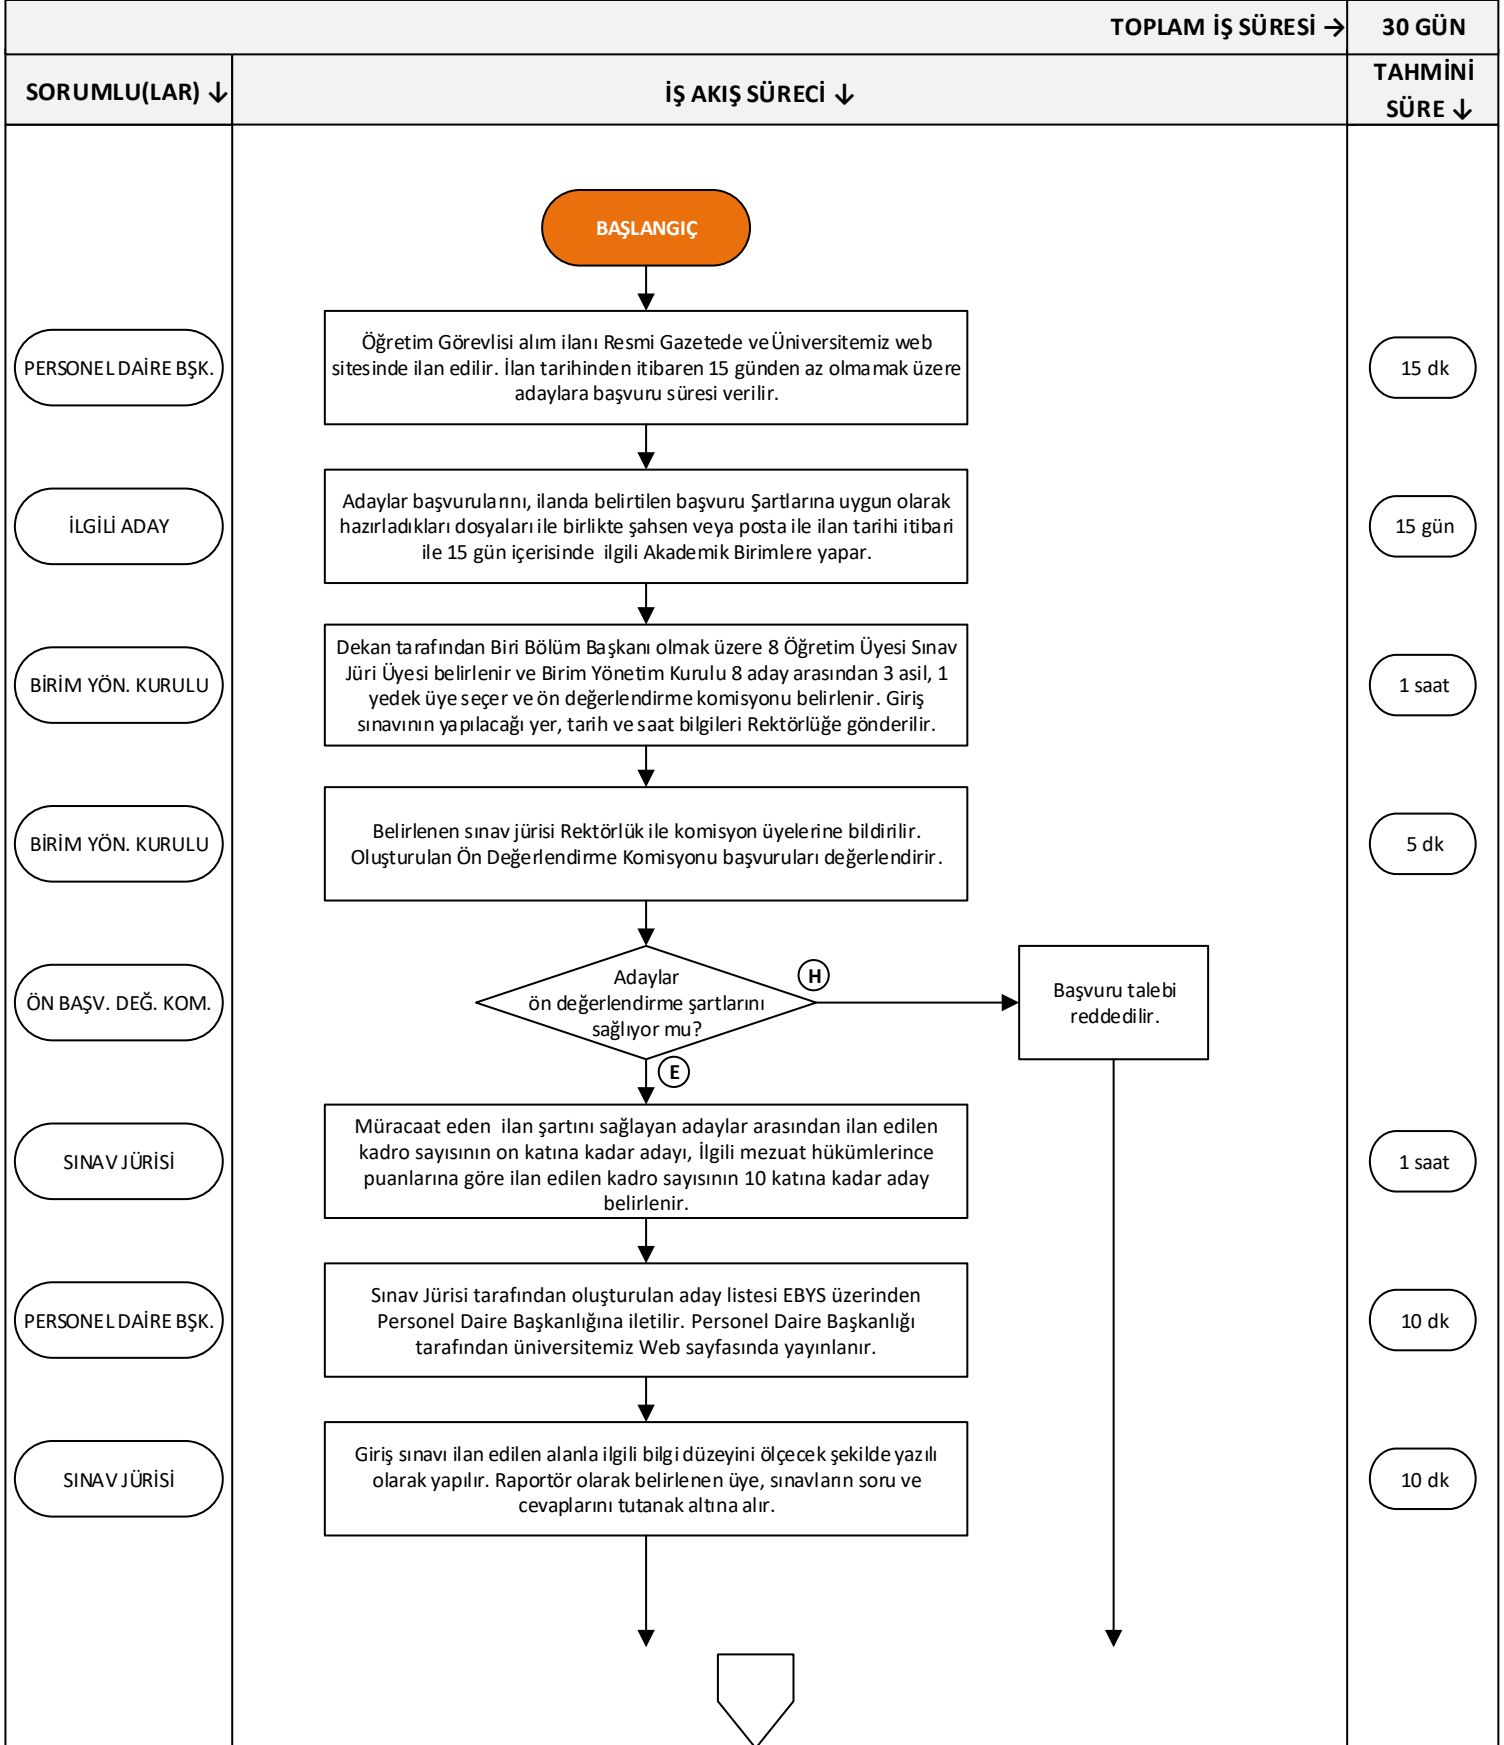 TOPLAM İŞ SÜRESİ → 30 GÜN
SORUMLU(LAR) ↓
İŞ AKIŞ SÜRECİ ↓
TAHMİNİ
SÜRE ↓
BAŞLANGIÇ
PERSONEL DAİRE BŞK.
Öğretim Görevlisi alım ilanı Resmi Gazetede ve Üniversitemiz web
sitesinde ilan edilir. İlan tarihinden itibaren 15 günden az olmamak üzere
adaylara başvuru süresi verilir.
15 dk
İLGİLİ ADAY
Adaylar başvurularını, ilanda belirtilen başvuru Şartlarına uygun olarak
hazırladıkları dosyaları ile birlikte şahsen veya posta ile ilan tarihi itibari
ile 15 gün içerisinde ilgili Akademik Birimlere yapar.
15 gün
BİRİM YÖN. KURULU
Dekan tarafından Biri Bölüm Başkanı olmak üzere 8 Öğretim Üyesi Sınav
Jüri Üyesi belirlenir ve Birim Yönetim Kurulu 8 aday arasından 3 asil, 1
yedek üye seçer ve ön değerlendirme komisyonu belirlenir. Giriş
sınavının yapılacağı yer, tarih ve saat bilgileri Rektörlüğe gönderilir.
1 saat
BİRİM YÖN. KURULU
Belirlenen sınav jürisi Rektörlük ile komisyon üyelerine bildirilir.
Oluşturulan Ön Değerlendirme Komisyonu başvuruları değerlendirir.
5 dk
ÖN BAŞV. DEĞ. KOM.
Adaylar
ön değerlendirme şartlarını
sağlıyor mu?
H
Başvuru talebi
reddedilir.
E
SINAV JÜRİSİ
Müracaat eden ilan şartını sağlayan adaylar arasından ilan edilen
kadro sayısının on katına kadar adayı, İlgili mezuat hükümlerince
puanlarına göre ilan edilen kadro sayısının 10 katına kadar aday
belirlenir.
1 saat
PERSONEL DAİRE BŞK.
Sınav Jürisi tarafından oluşturulan aday listesi EBYS üzerinden
Personel Daire Başkanlığına iletilir. Personel Daire Başkanlığı
tarafından üniversitemiz Web sayfasında yayınlanır.
10 dk
SINAV JÜRİSİ
Giriş sınavı ilan edilen alanla ilgili bilgi düzeyini ölçecek şekilde yazılı
olarak yapılır. Raportör olarak belirlenen üye, sınavların soru ve
cevaplarını tutanak altına alır.
10 dk